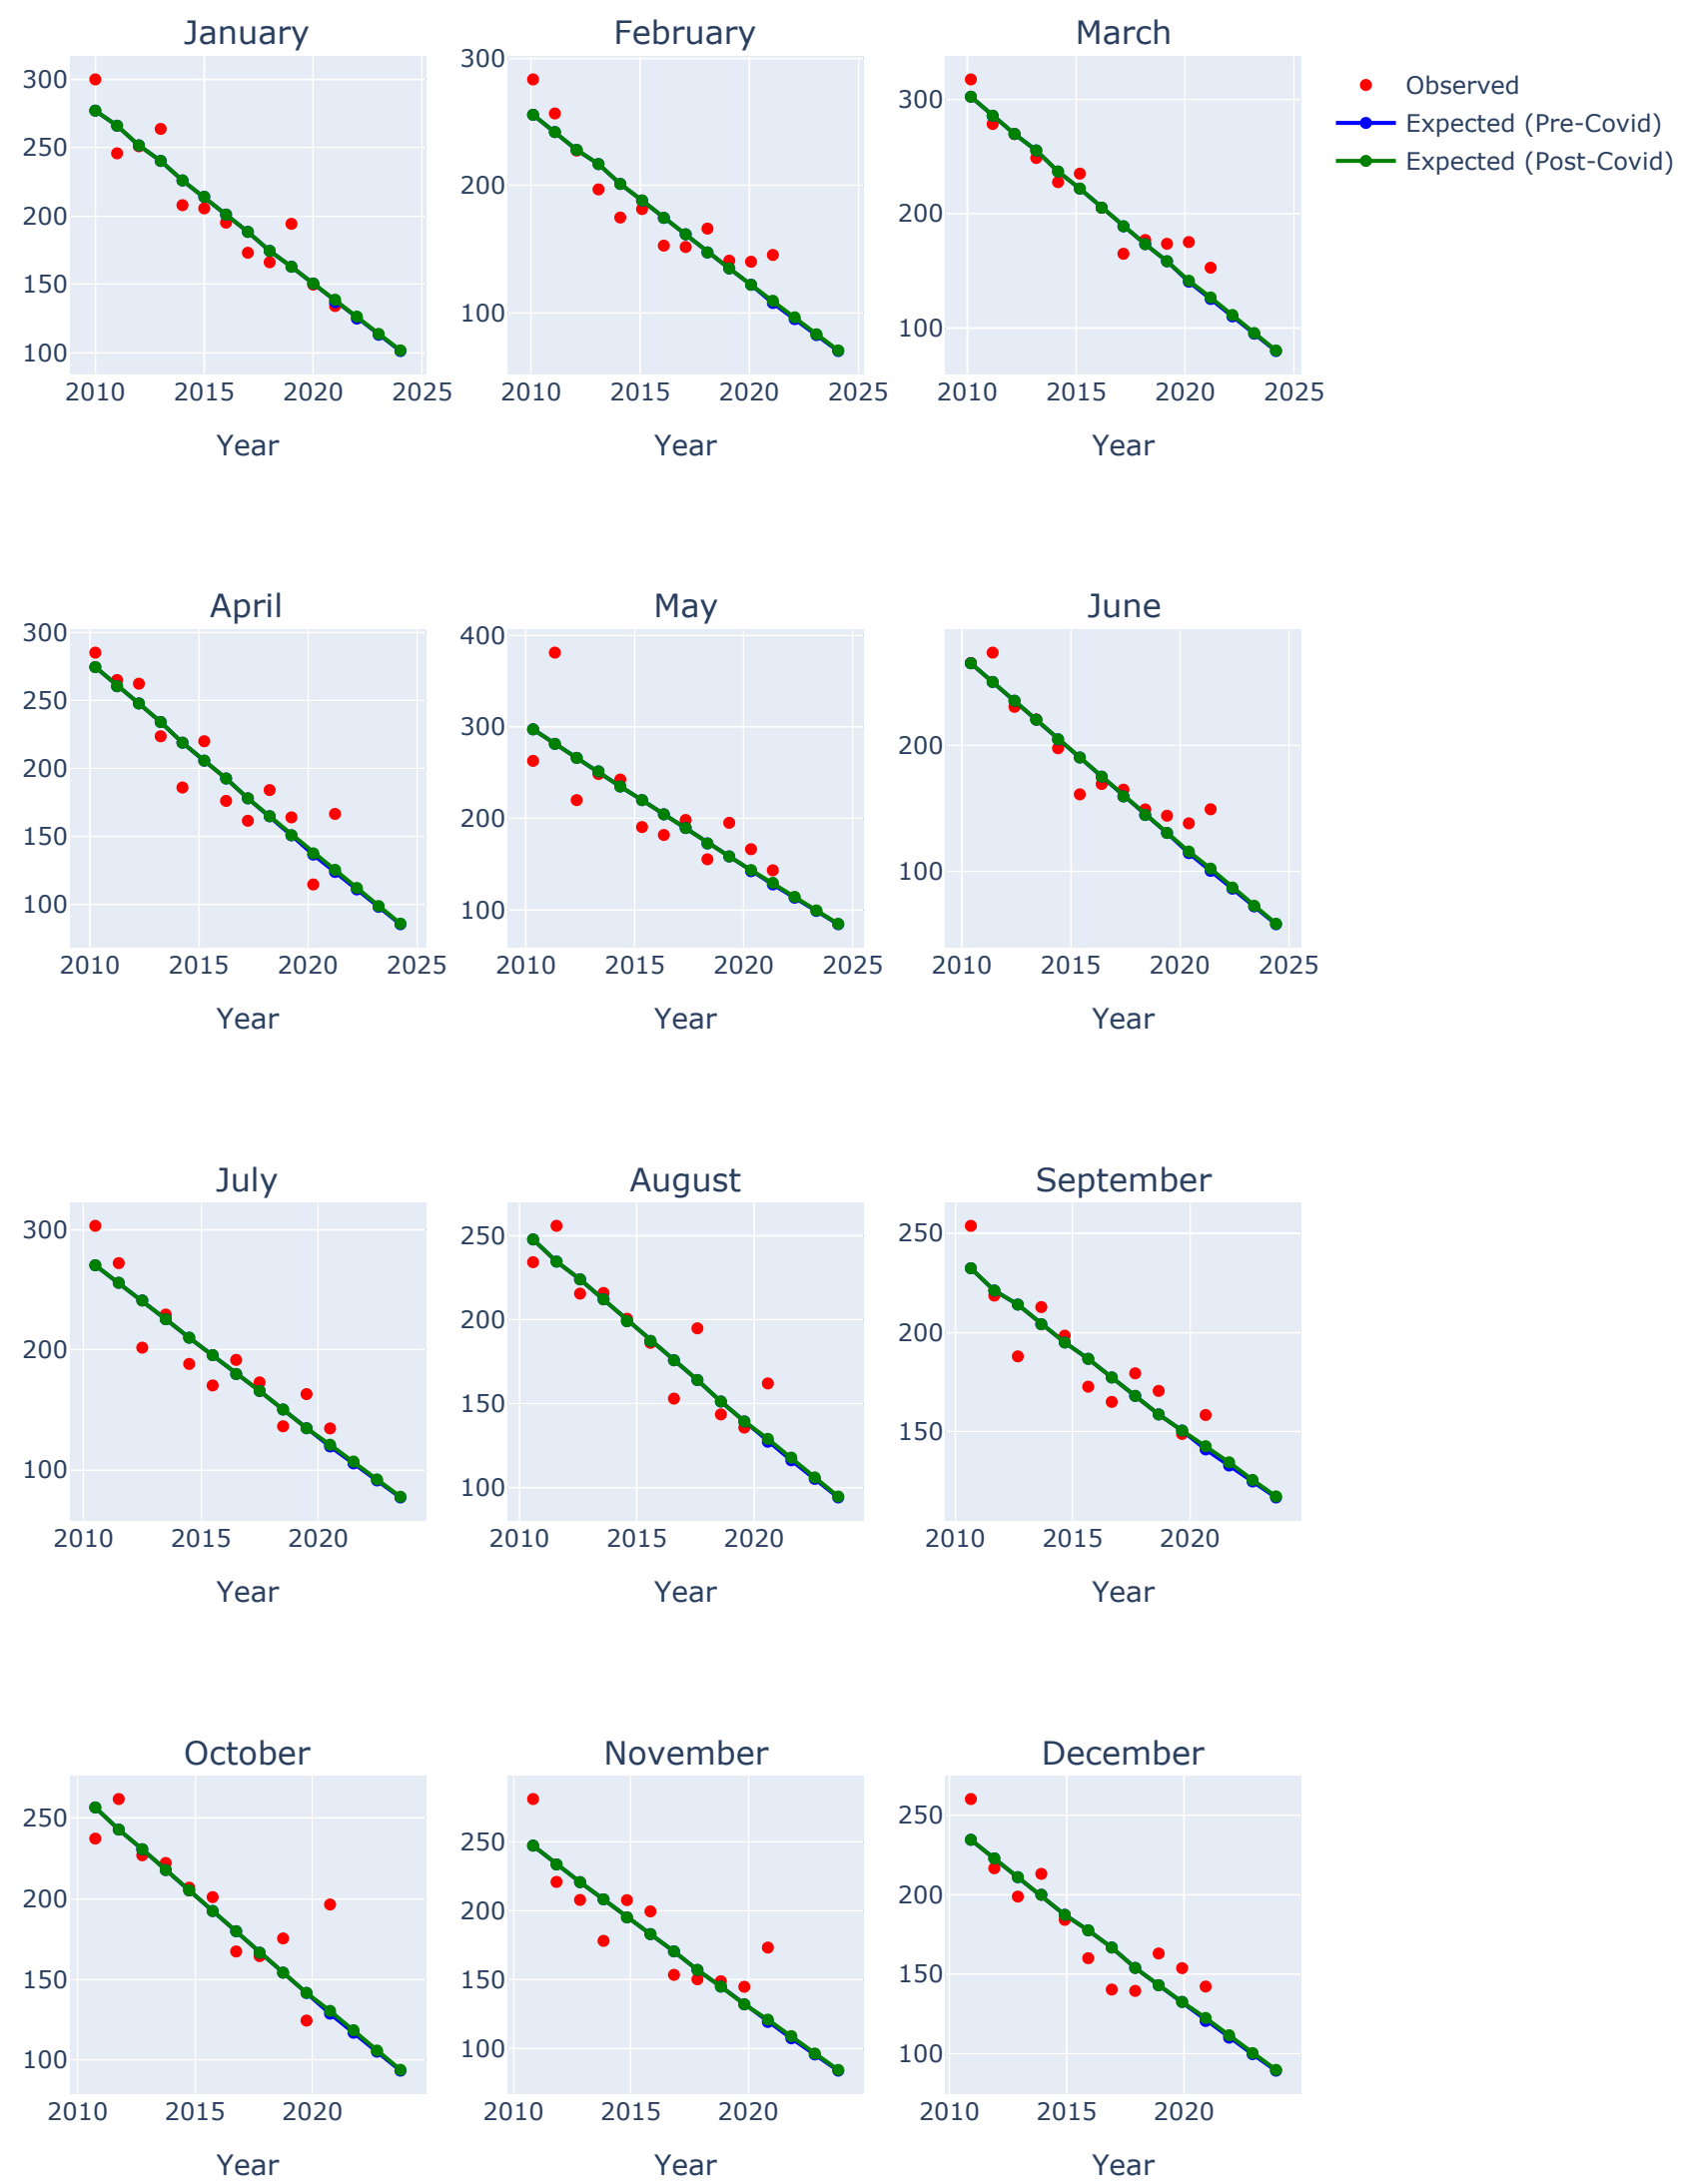 January February March
300
250
200
150
100
2010 2015 2020 2025
Year
300
200
100
2010 2015 2020 2025
Year
300
200
100
2010 2015 2020 2025
Year
Observed
Expected (Pre-Covid)
Expected (Post-Covid)
April May June
300
250
200
150
100
2010 2015 2020 2025
Year
400
300
200
100
2010 2015 2020 2025
Year
200
100
2010 2015 2020 2025
Year
July August September
300
200
100
2010 2015 2020
Year
250
200
150
100
2010 2015 2020
Year
250
200
150
2010 2015 2020
Year
October November December
250
200
150
100
2010 2015 2020
Year
250
200
150
100
2010 2015 2020
Year
250
200
150
100
2010 2015 2020
Year